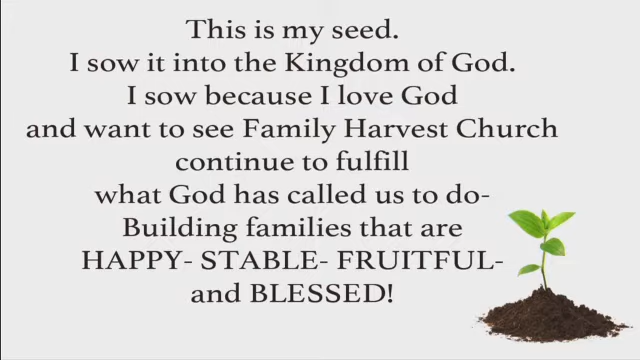 This is my seed.
I sow it into the Kingdom of God.
I sow because I love God
and want to see Family Harvest Church
continue to fulfill
what God has called us to do-
Building families that are
HAPPY- STABLE- FRUITFUL-
and BLESSED!